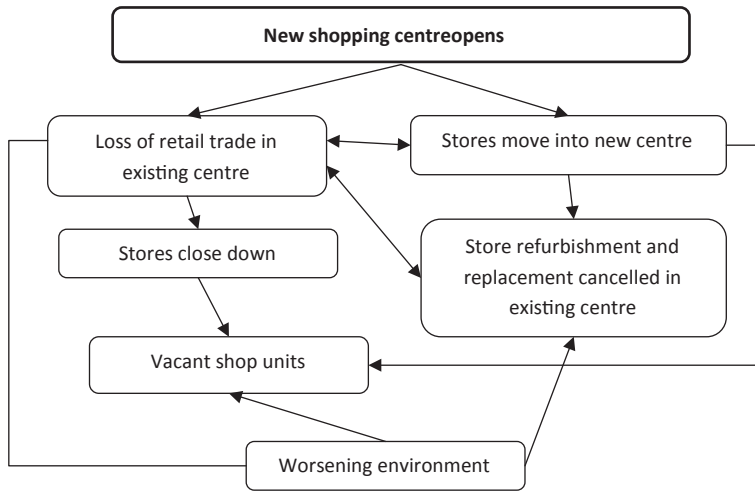 New shopping centreopens
Loss of retail trade in
existing centre
Stores move into new centre
Stores close down
Store refurbishment and
replacement cancelled in
existing centre
Vacant shop units
Worsening environment